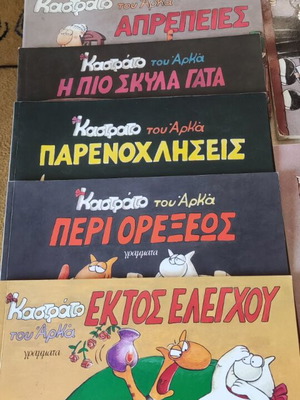 Καστράτο του Αρκά
ΑΠΡΕΠΕΙΕΣ
Καστράτο του Αρκά
Η ΠΙΟ ΣΚΥΛΑ ΓΑΤΑ
Καστράτο του Αρκά
ΠΑΡΕΝΟΧΛΗΣΕΙΣ
Καστράτο του Αρκά
ΠΕΡΙ ΟΡΕΞΕΩΣ
γράμματα
Καστράτο
του Αρκά
ΕΚΤΟΣ ΕΛΕΓΧΟΥ
γράμματα